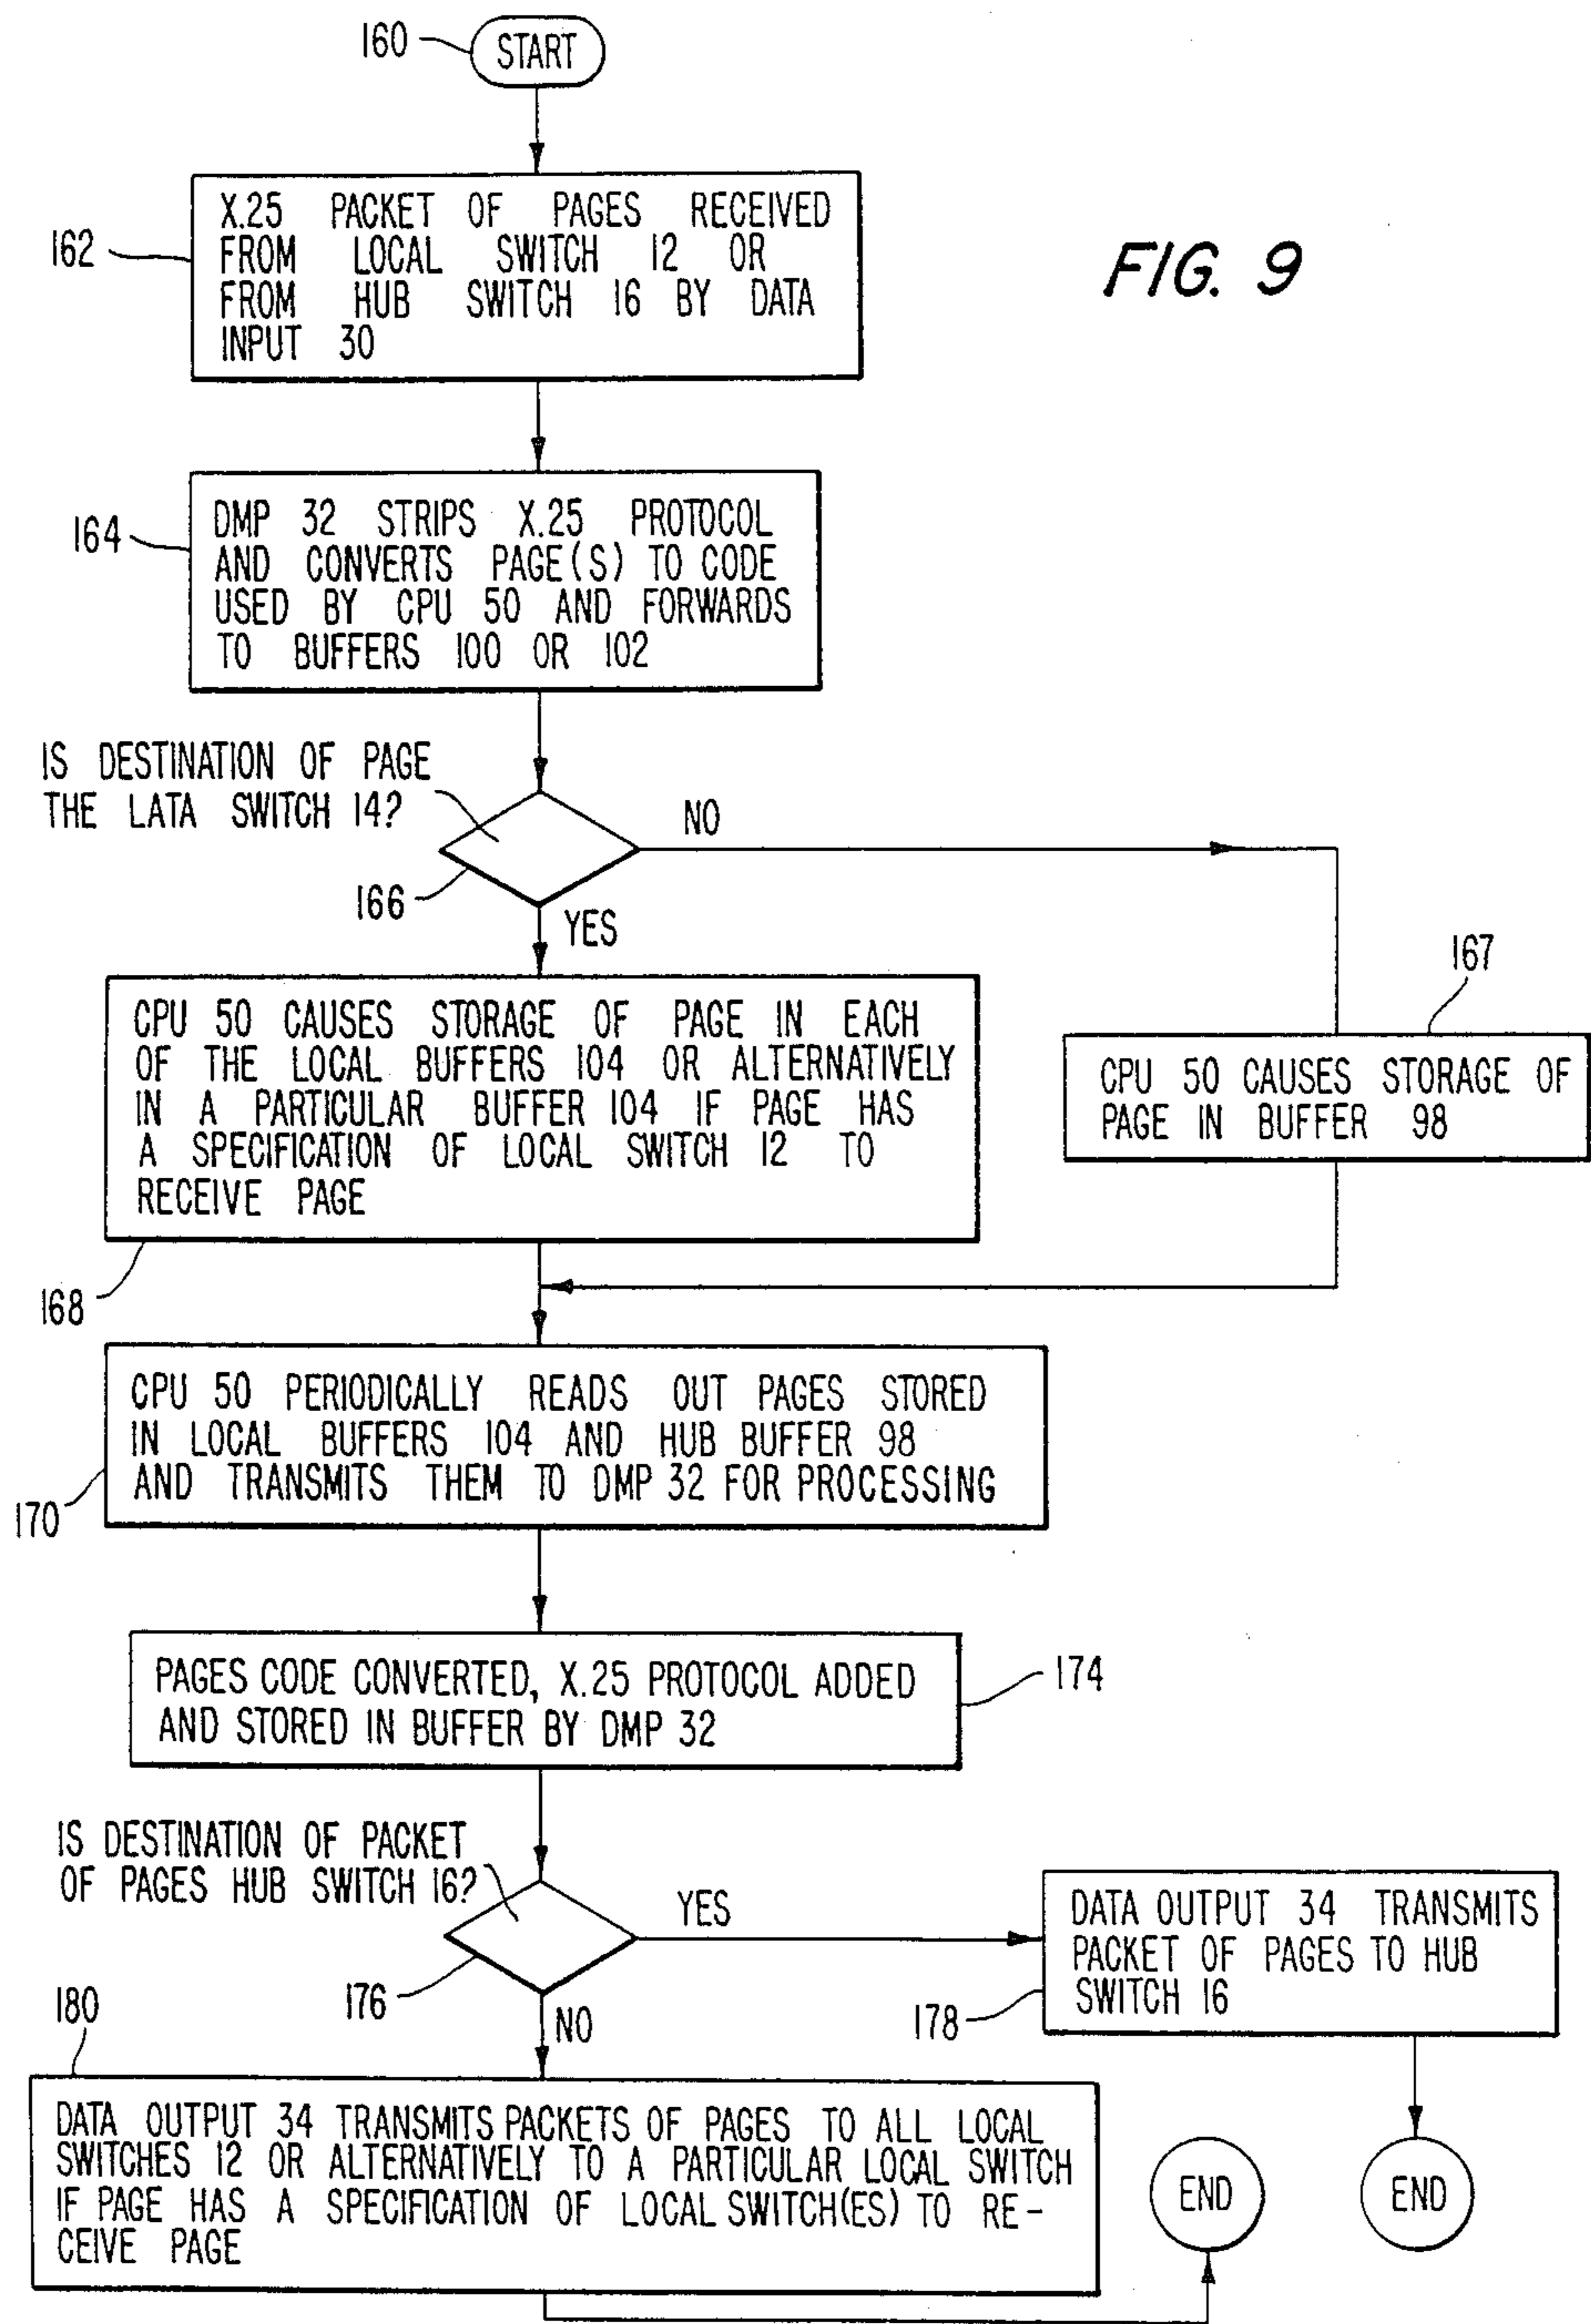 160
START
FIG. 9
162
X.25 PACKET OF PAGES RECEIVED
FROM LOCAL SWITCH 12 OR
FROM HUB SWITCH 16 BY DATA
INPUT 30
164
DMP 32 STRIPS X.25 PROTOCOL
AND CONVERTS PAGE(S) TO CODE
USED BY CPU 50 AND FORWARDS
TO BUFFERS 100 OR 102
IS DESTINATION OF PAGE
THE LATA SWITCH 14?
NO
166
YES
167
CPU 50 CAUSES STORAGE OF
PAGE IN BUFFER 98
CPU 50 CAUSES STORAGE OF PAGE IN EACH
OF THE LOCAL BUFFERS 104 OR ALTERNATIVELY
IN A PARTICULAR BUFFER 104 IF PAGE HAS
A SPECIFICATION OF LOCAL SWITCH 12 TO
RECEIVE PAGE
168
CPU 50 PERIODICALLY READS OUT PAGES STORED
IN LOCAL BUFFERS 104 AND HUB BUFFER 98
AND TRANSMITS THEM TO DMP 32 FOR PROCESSING
170
PAGES CODE CONVERTED, X.25 PROTOCOL ADDED
AND STORED IN BUFFER BY DMP 32
174
IS DESTINATION OF PACKET
OF PAGES HUB SWITCH 16?
YES
176
NO
DATA OUTPUT 34 TRANSMITS
PACKET OF PAGES TO HUB
SWITCH 16
178
180
DATA OUTPUT 34 TRANSMITS PACKETS OF PAGES TO ALL LOCAL
SWITCHES 12 OR ALTERNATIVELY TO A PARTICULAR LOCAL SWITCH
IF PAGE HAS A SPECIFICATION OF LOCAL SWITCH(ES) TO RE-
CEIVE PAGE
END
END